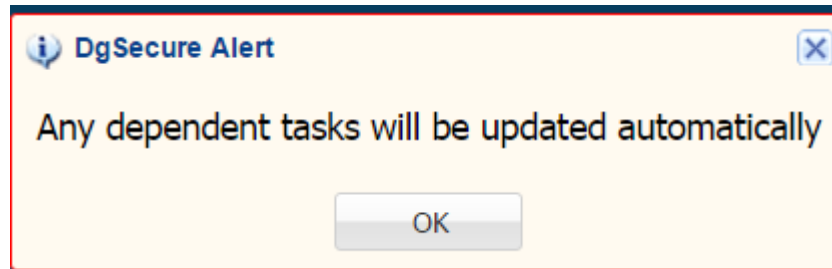 DgSecure Alert
Any dependent tasks will be updated automatically
OK